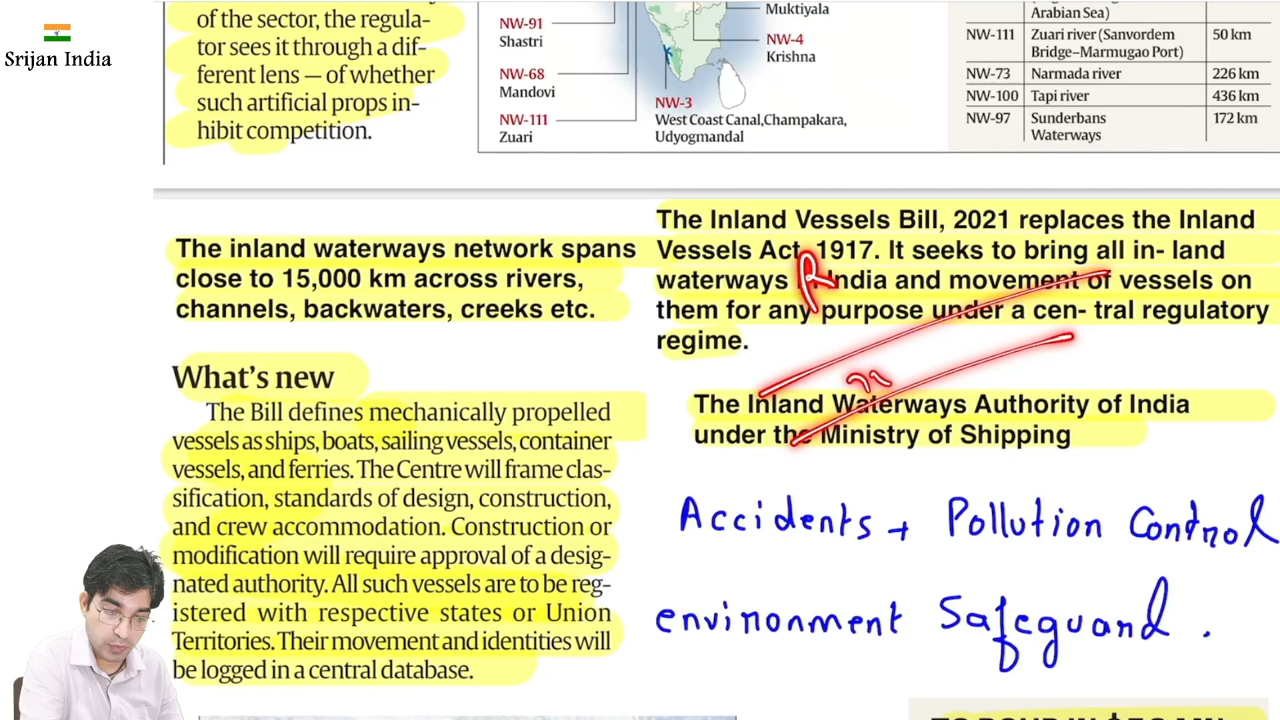 Srijan India
of the sector, the regula-
tor sees it through a dif-
ferent lens — of whether
such artificial props in-
hibit competition.
NW-91
Shastri
NW-68
Mandovi
NW-111
Zuari
Muktiyala
NW-4
Krishna
NW-3
West Coast Canal,Champakara,
Udyogmandal
Arabian Sea)
NW-111 Zuari river (Sanvordem 50 km
Bridge–Marmugao Port)
NW-73 Narmada river 226 km
NW-100 Tapi river 436 km
NW-97 Sunderbans 172 km
Waterways
The inland waterways network spans
close to 15,000 km across rivers,
channels, backwaters, creeks etc.
The Inland Vessels Bill, 2021 replaces the Inland
Vessels Act, 1917. It seeks to bring all in- land
waterways India and movement of vessels on
them for any purpose under a cen- tral regulatory
regime.
What's new
The Bill defines mechanically propelled
vessels as ships, boats, sailing vessels, container
vessels, and ferries. The Centre will frame clas-
sification, standards of design, construction,
and crew accommodation. Construction or
modification will require approval of a desig-
nated authority. All such vessels are to be reg-
istered with respective states or Union
Territories. Their movement and identities will
be logged in a central database.
The Inland Waterways Authority of India
under the Ministry of Shipping
Accidents + Pollution Control
environment Safeguard .